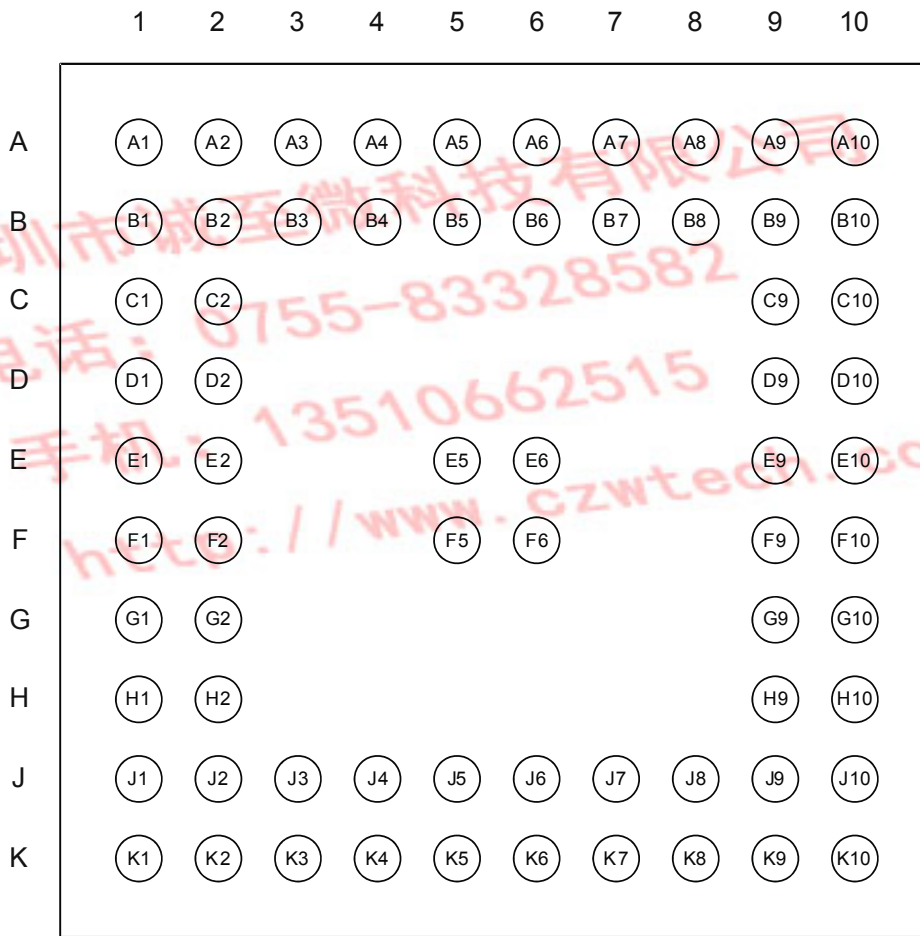 1 2 3 4 5 6 7 8 9 10
A A1 A2 A3 A4 A5 A6 A7 A8 A9 A10
B B1 B2 B3 B4 B5 B6 B7 B8 B9 B10
C C1 C2 C9 C10
D D1 D2 D9 D10
E E1 E2 E5 E6 E9 E10
F F1 F2 F5 F6 F9 F10
G G1 G2 G9 G10
H H1 H2 H9 H10
J J1 J2 J3 J4 J5 J6 J7 J8 J9 J10
K K1 K2 K3 K4 K5 K6 K7 K8 K9 K10
圳市诚至微科技有限公司
电话：0755-83328582
手机：13510662515
http://www.czwtech.co